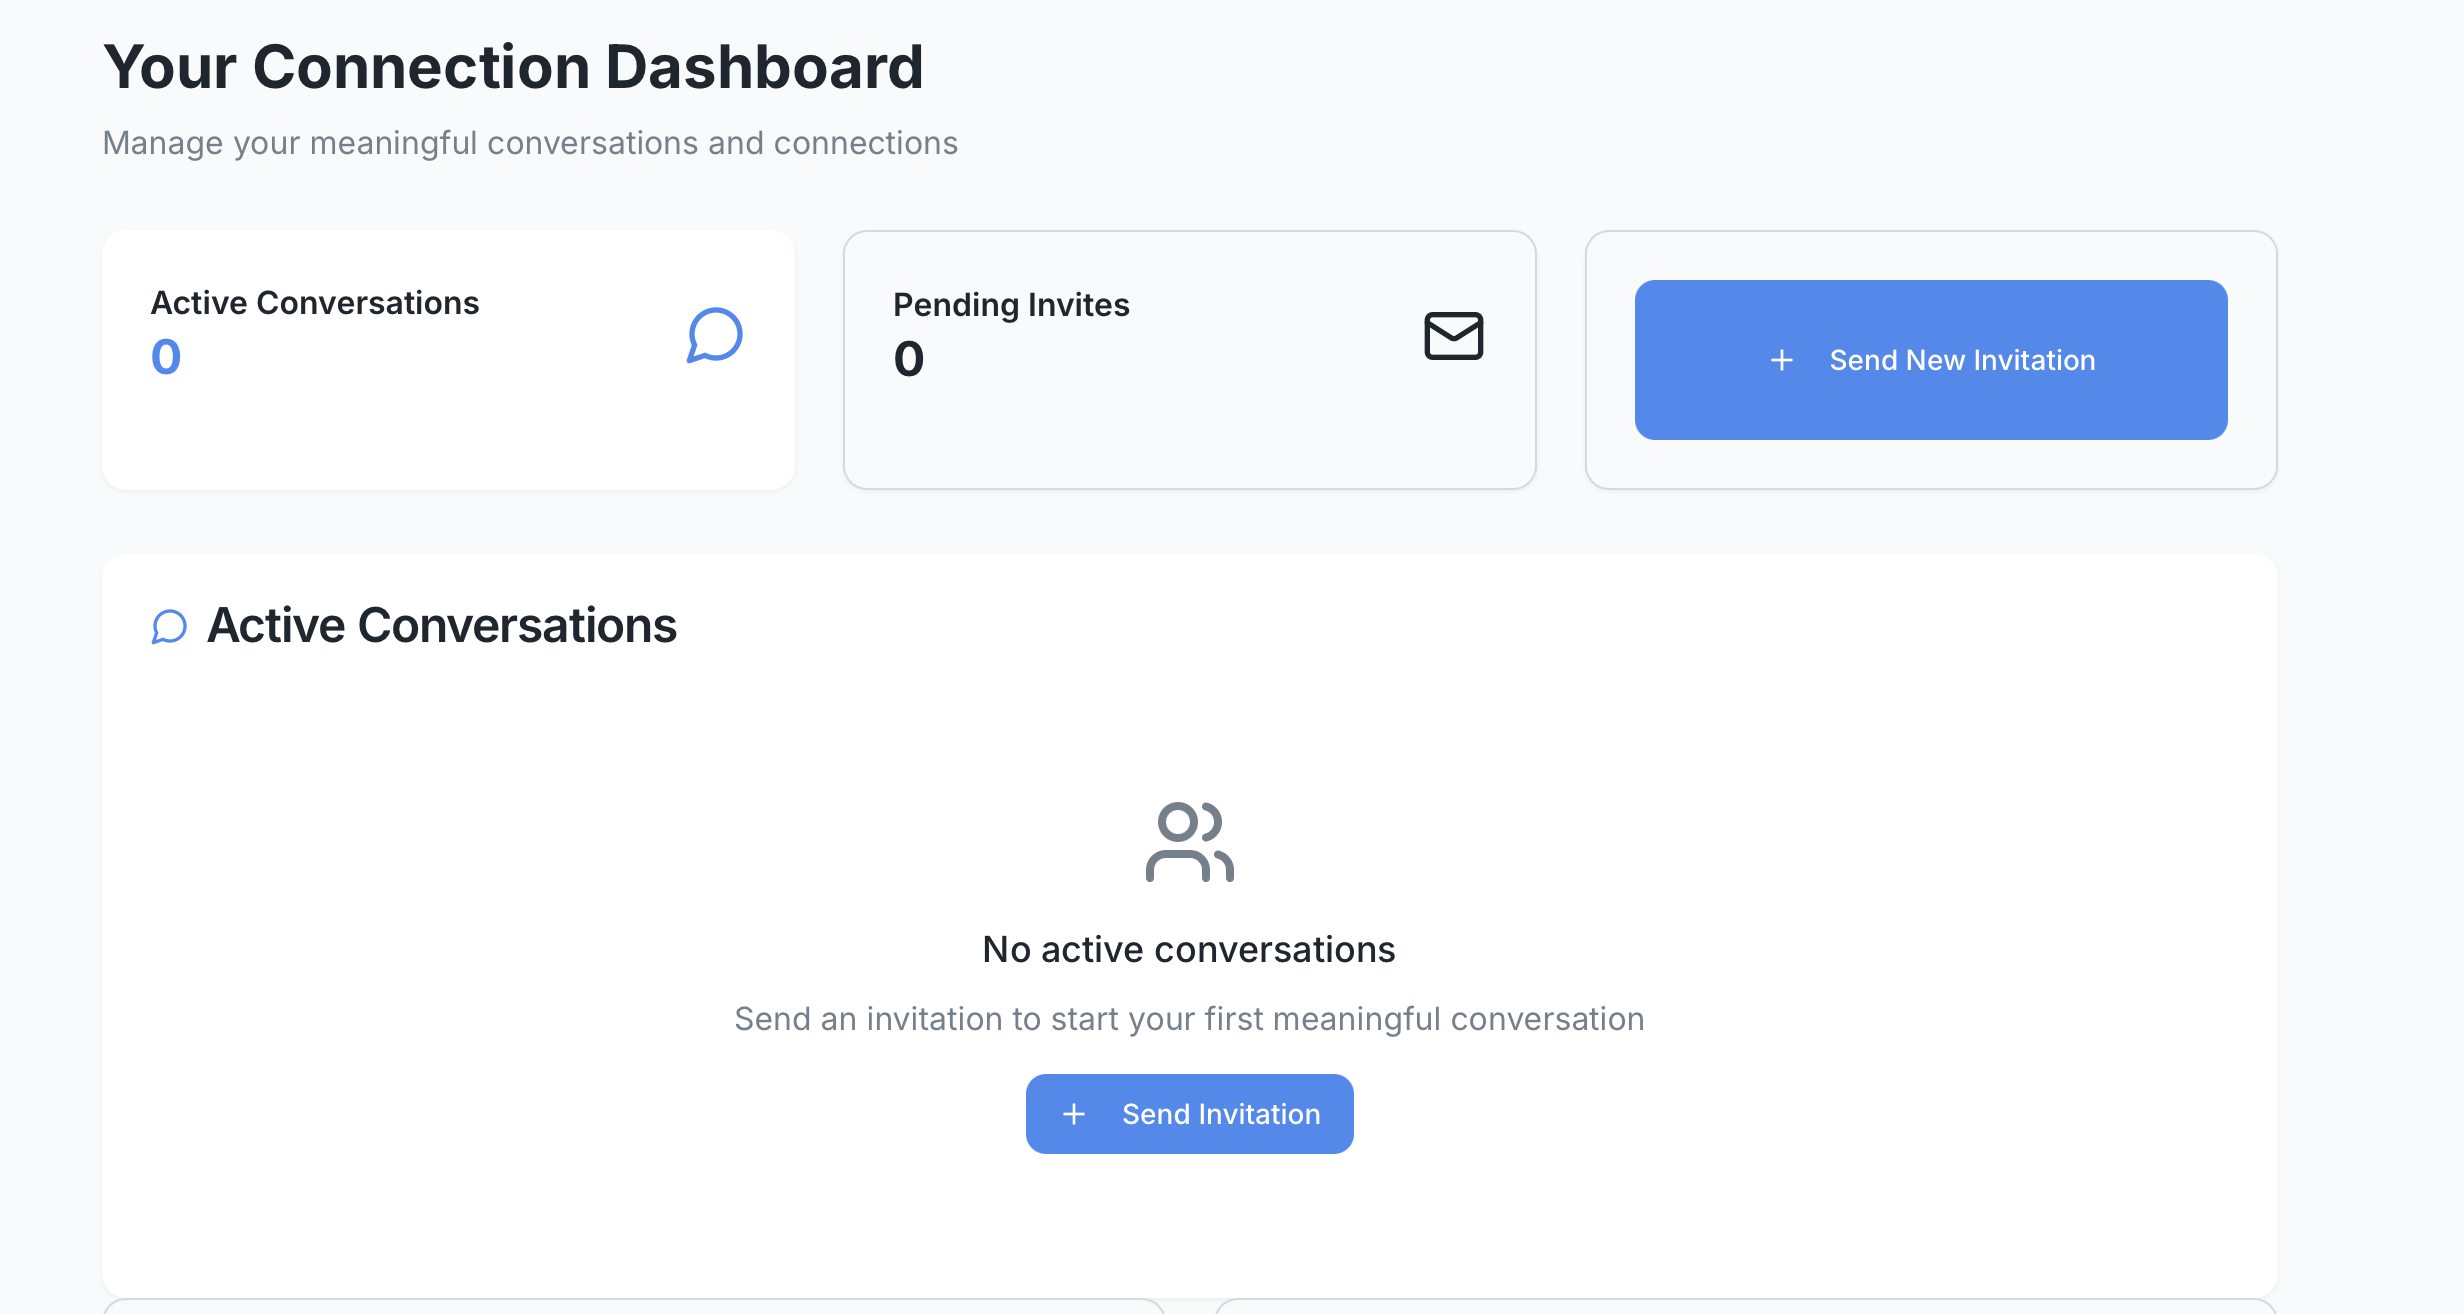 Your Connection Dashboard
Manage your meaningful conversations and connections
Active Conversations
0
Pending Invites
0
Send New Invitation
Active Conversations
No active conversations
Send an invitation to start your first meaningful conversation
Send Invitation